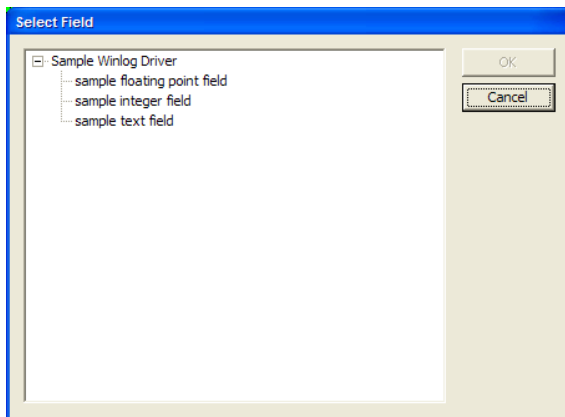 Select Field
Sample Winlog Driver
sample floating point field
sample integer field
sample text field
OK
Cancel